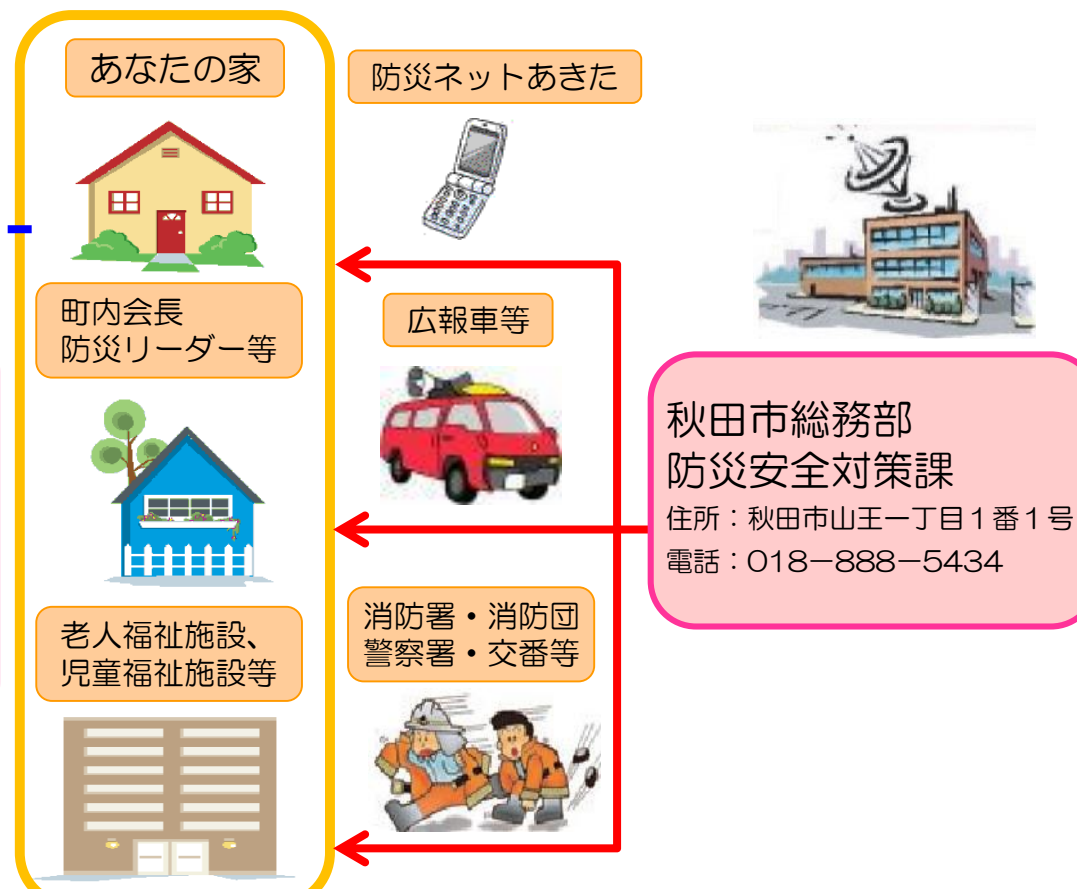 あなたの家
防災ネットあきた
町内会長
防災リーダー等
広報車等
秋田市総務部
防災安全対策課
住所：秋田市山王一丁目１番１号
電話：018－888－5434
老人福祉施設、
児童福祉施設等
消防署・消防団
警察署・交番等